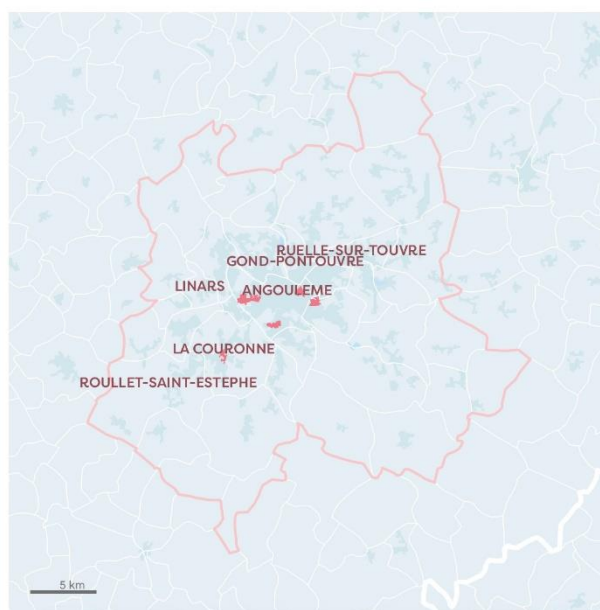 RUELLE-SUR-TOUVRE
GOND-PONTOUVRE
LINARS
ANGOULEME
LA COURONNE
ROULLET-SAINT-ESTEPHE
5 km